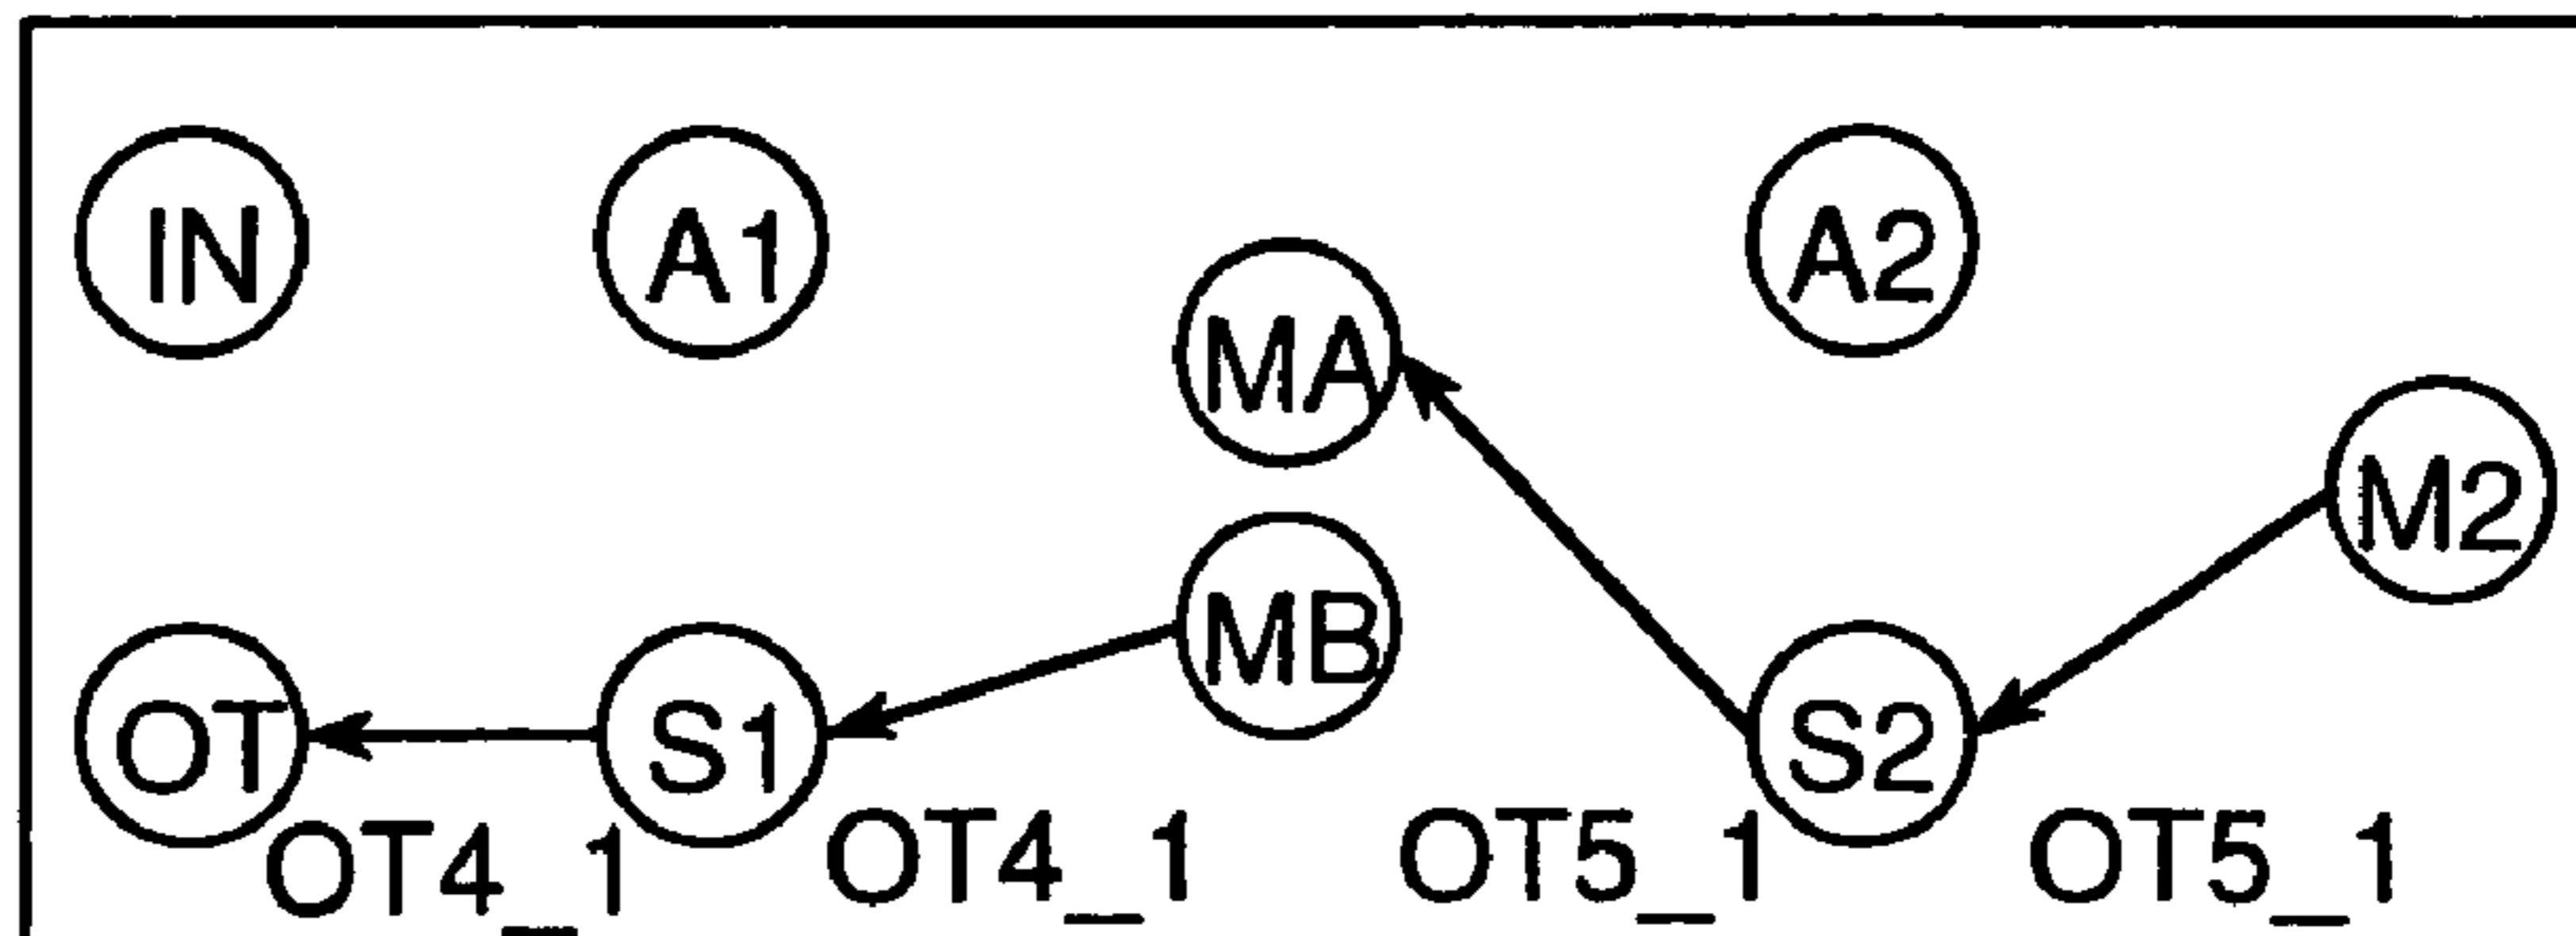 IN A1 A2
MA
M2
MB
OT S1 S2
OT4_1 OT4_1 OT5_1 OT5_1